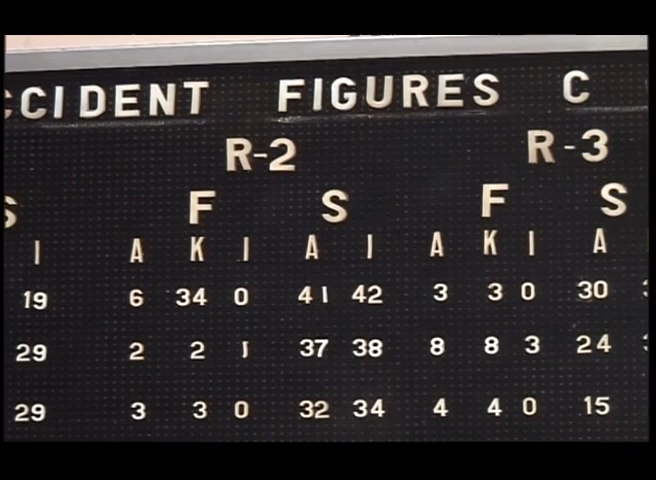 CCIDENT FIGURES C
R-2 R-3
S F S F S
I A K I A I A K I A
19 6 34 0 41 42 3 3 0 30
29 2 2 1 37 38 8 8 3 24
29 3 3 0 32 34 4 4 0 15